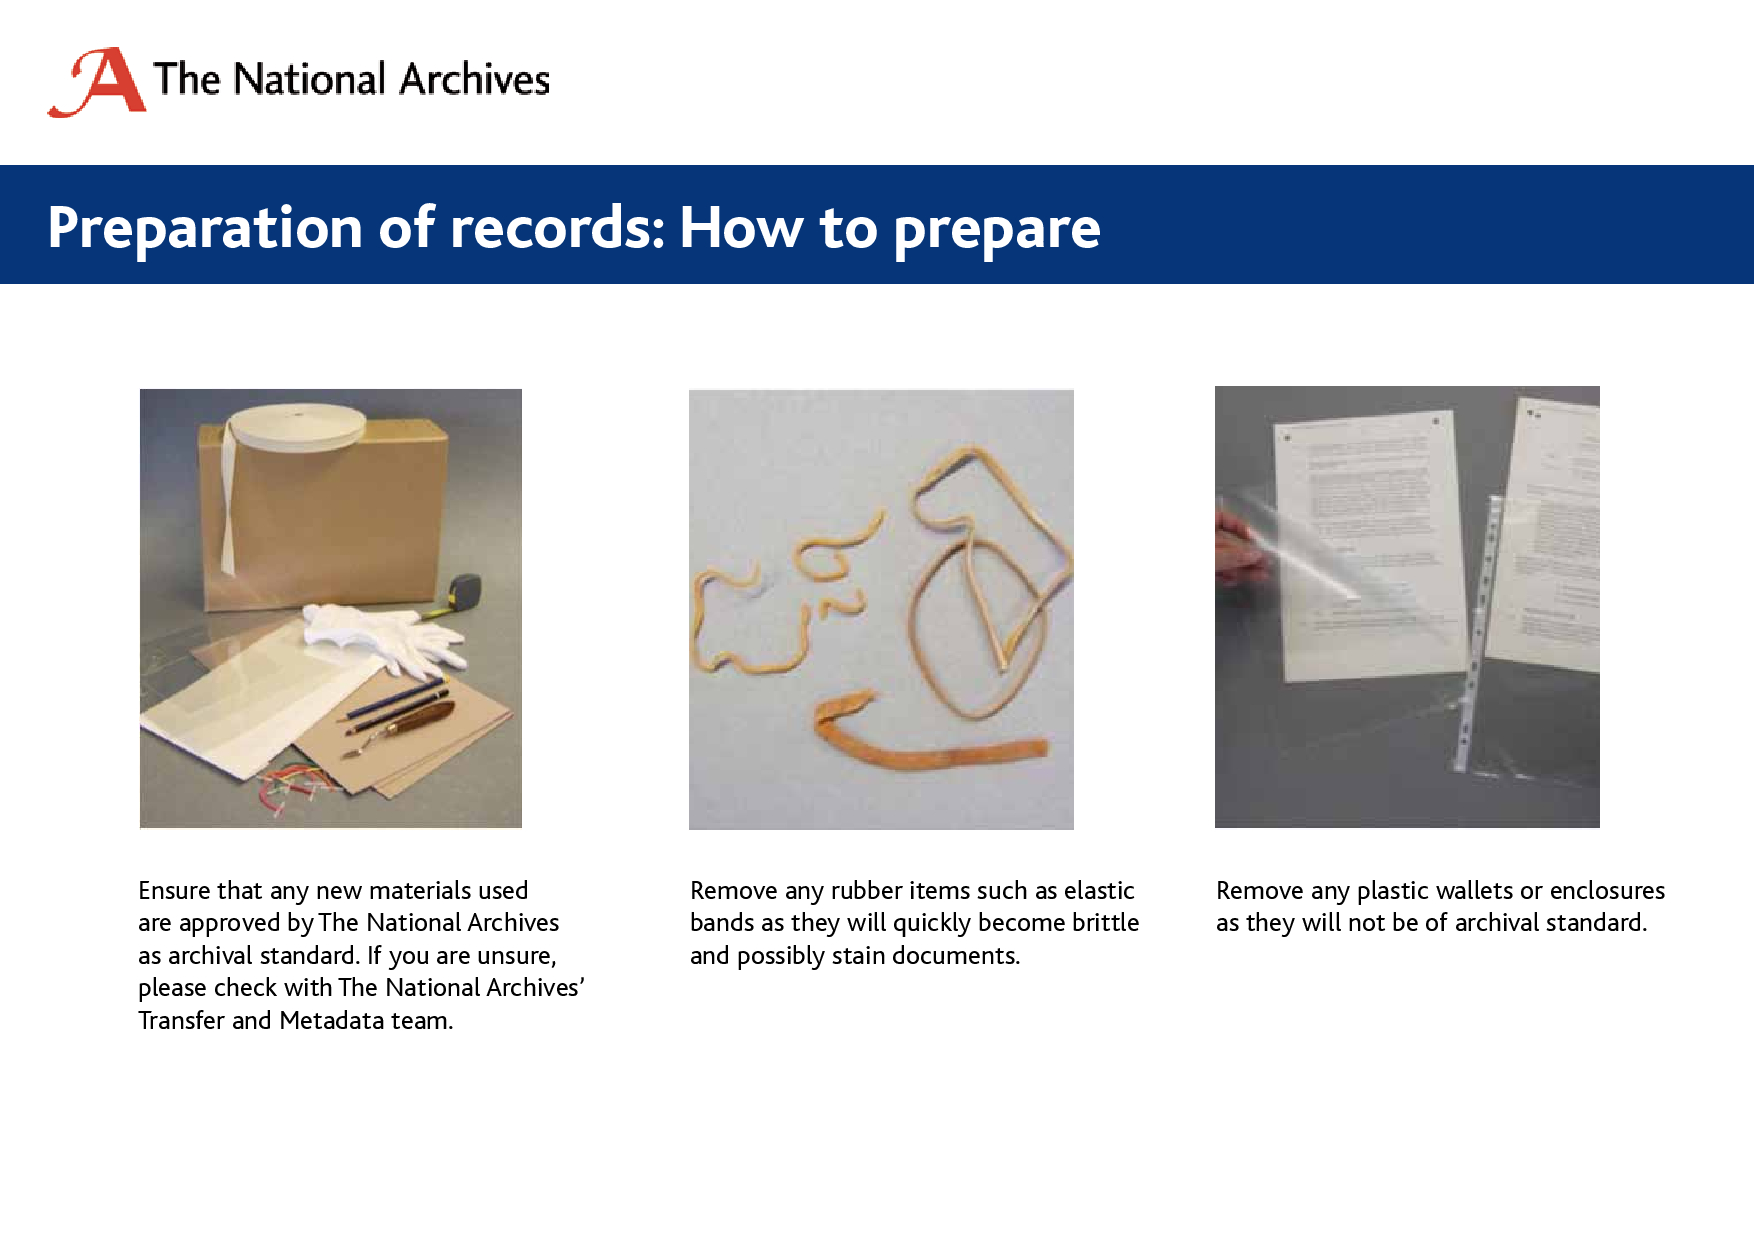 The National Archives
Preparation of records: How to prepare
Ensure that any new materials used
are approved by The National Archives
as archival standard. If you are unsure,
please check with The National Archives’
Transfer and Metadata team.
Remove any rubber items such as elastic
bands as they will quickly become brittle
and possibly stain documents.
Remove any plastic wallets or enclosures
as they will not be of archival standard.